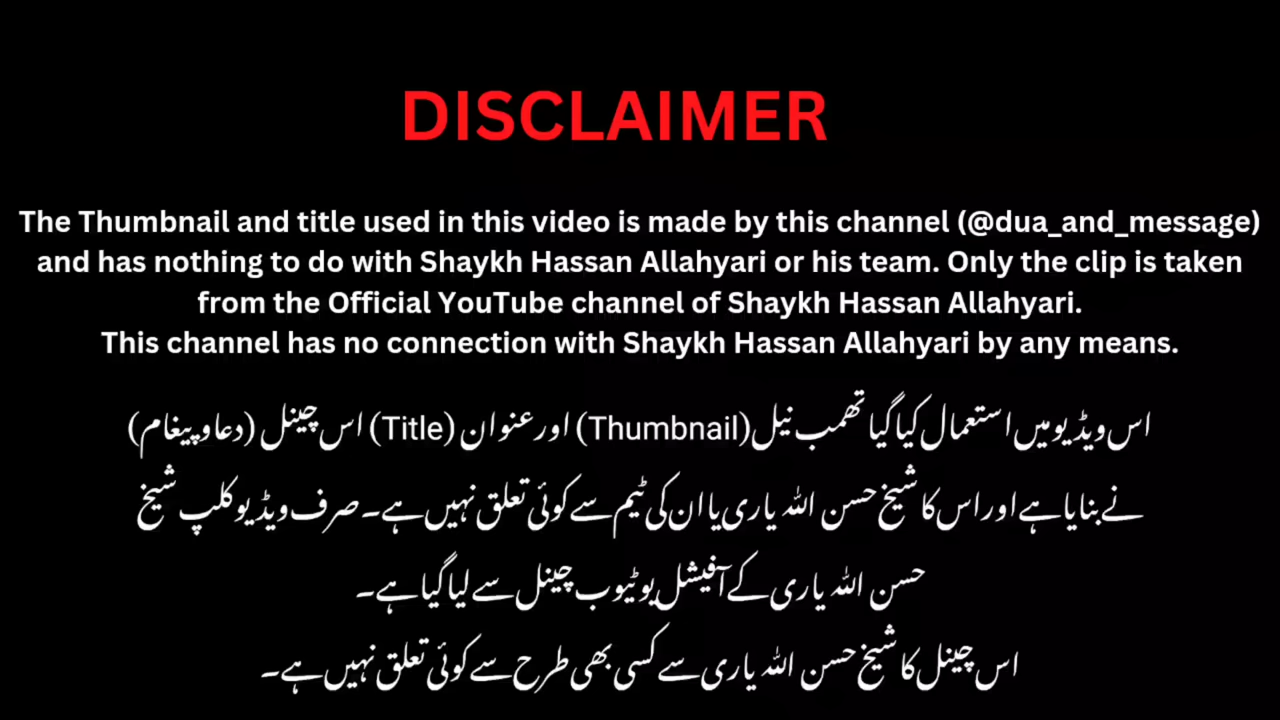 DISCLAIMER
The Thumbnail and title used in this video is made by this channel (@dua_and_message)
and has nothing to do with Shaykh Hassan Allahyari or his team. Only the clip is taken
from the Official YouTube channel of Shaykh Hassan Allahyari.
This channel has no connection with Shaykh Hassan Allahyari by any means.
اس ویڈیو میں استعمال کیا گیا تھمب نیل(Thumbnail) اور عنوان (Title) اس چینل (دعا و پیغام)
نے بنایا ہے اور اس کا شیخ حسن اللہ یاری یا ان کی ٹیم سے کوئی تعلق نہیں ہے۔ صرف ویڈیو کلپ شیخ
حسن اللہ یاری کے آفیشل یوٹیوب چینل سے لیا گیا ہے۔
اس چینل کا شیخ حسن اللہ یاری سے کسی بھی طرح سے کوئی تعلق نہیں ہے۔